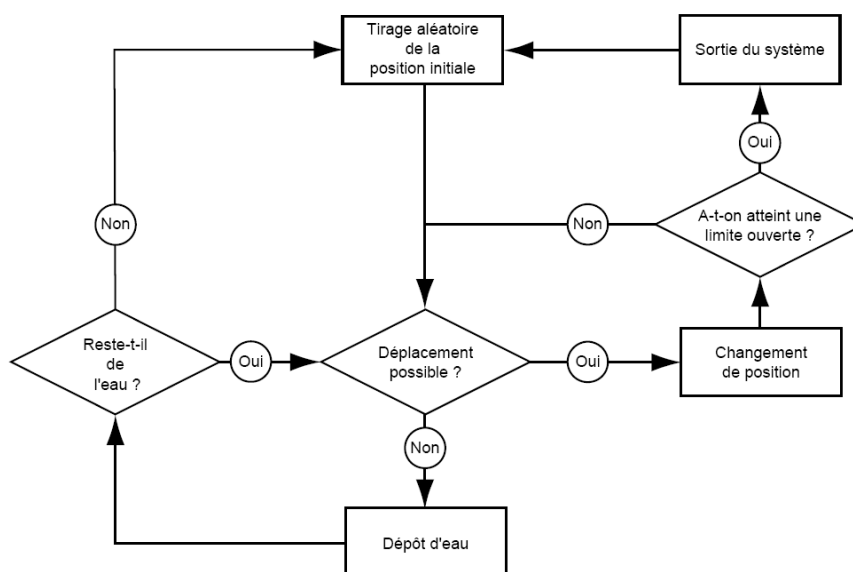 Tirage aléatoire
de la
position initiale
Sortie du système
Oui
A-t-on atteint une
limite ouverte ?
Non
Non
Reste-t-il
de
l'eau ?
Oui
Déplacement
possible ?
Oui
Changement
de position
Non
Dépôt d'eau